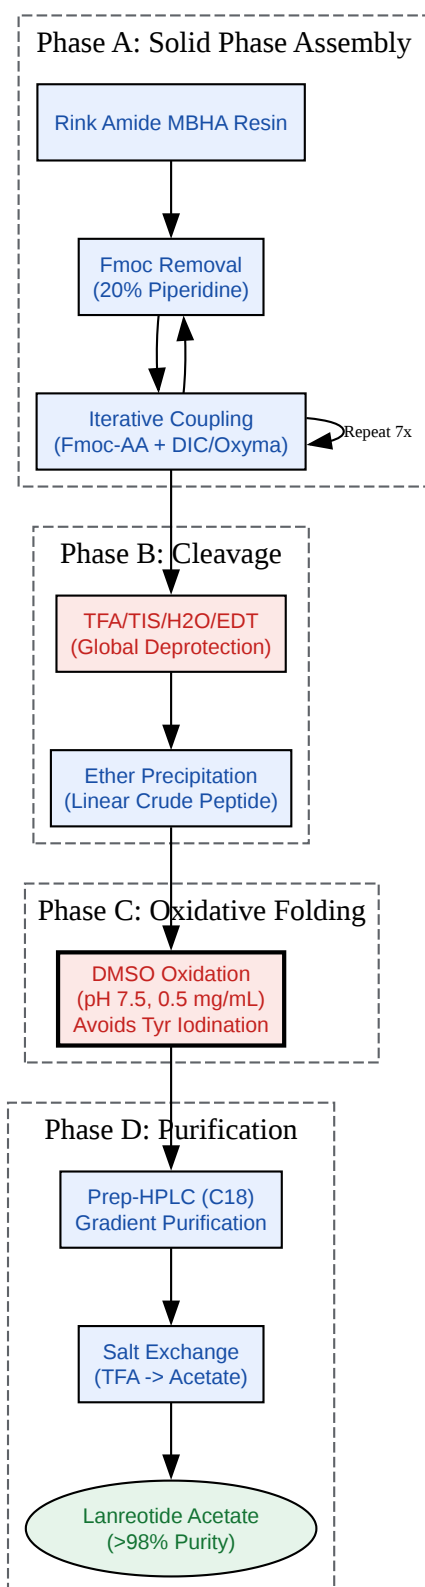 Phase A: Solid Phase Assembly
Rink Amide MBHA Resin
Fmoc Removal
(20% Piperidine)
Iterative Coupling
(Fmoc-AA + DIC/Oxyma)
Repeat 7x
Phase B: Cleavage
TFA/TIS/H2O/EDT
(Global Deprotection)
Ether Precipitation
(Linear Crude Peptide)
Phase C: Oxidative Folding
DMSO Oxidation
(pH 7.5, 0.5 mg/mL)
Avoids Tyr Iodination
Phase D: Purification
Prep-HPLC (C18)
Gradient Purification
Salt Exchange
(TFA -> Acetate)
Lanreotide Acetate
(>98% Purity)